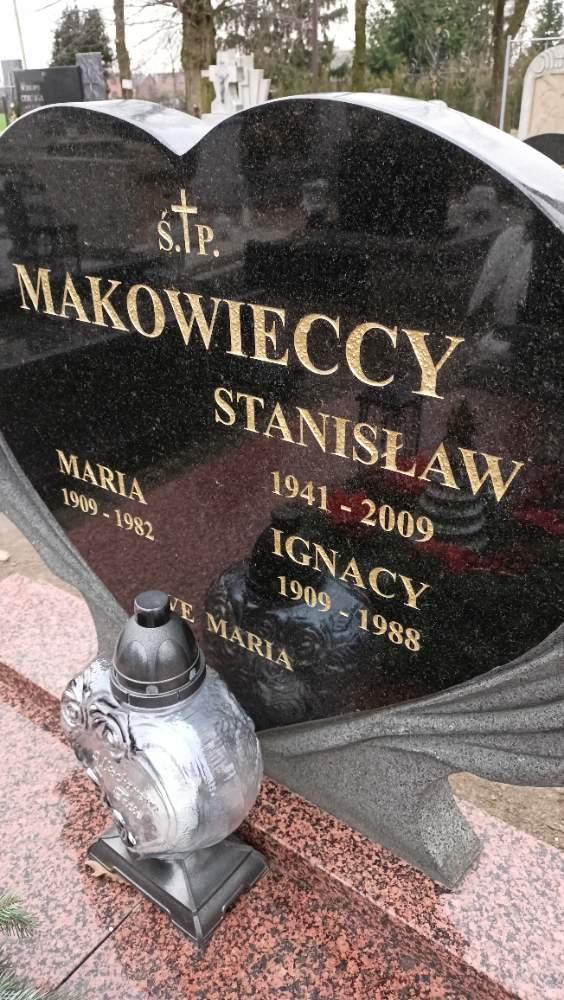 Ś.†P.
MAKOWIECCY
STANISŁAW
1941 - 2009
MARIA
1909 - 1982
IGNACY
1909 - 1988
VE MARIA